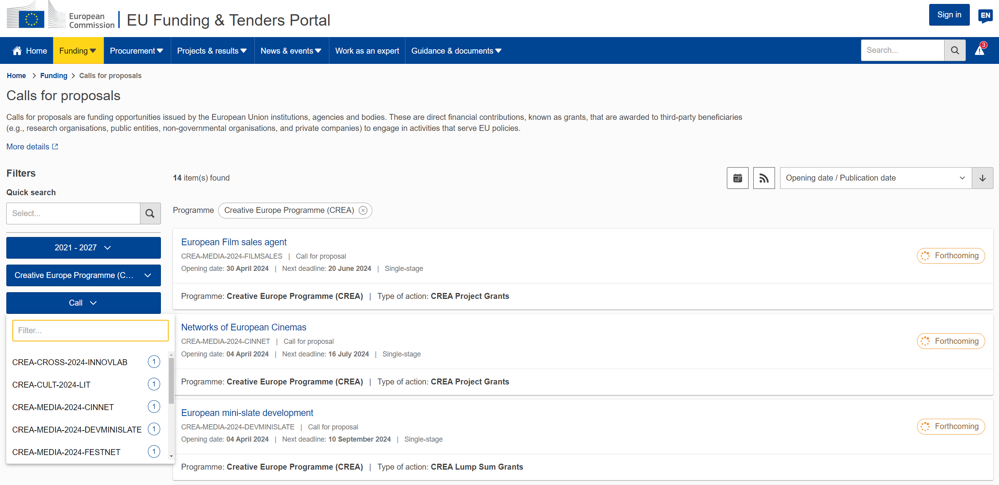 European
Commission
EU Funding & Tenders Portal
Sign in
EN
Home
Funding
Procurement
Projects & results
News & events
Work as an expert
Guidance & documents
Search...
3
Home > Funding > Calls for proposals
Calls for proposals
Calls for proposals are funding opportunities issued by the European Union institutions, agencies and bodies. These are direct financial contributions, known as grants, that are awarded to third-party beneficiaries
(e.g., research organisations, public entities, non-governmental organisations, and private companies) to engage in activities that serve EU policies.
More details
Filters
Quick search
Select...
2021 - 2027
Creative Europe Programme (C...
Call
Filter...
CREA-CROSS-2024-INNOVLAB 1
CREA-CULT-2024-LIT 1
CREA-MEDIA-2024-CINNET 1
CREA-MEDIA-2024-DEVMINISLATE 1
CREA-MEDIA-2024-FESTNET 1
14 item(s) found
Opening date / Publication date
Programme Creative Europe Programme (CREA)
European Film sales agent
CREA-MEDIA-2024-FILMSALES | Call for proposal
Opening date: 30 April 2024 | Next deadline: 20 June 2024 | Single-stage
Forthcoming
Programme: Creative Europe Programme (CREA) | Type of action: CREA Project Grants
Networks of European Cinemas
CREA-MEDIA-2024-CINNET | Call for proposal
Opening date: 04 April 2024 | Next deadline: 16 July 2024 | Single-stage
Forthcoming
Programme: Creative Europe Programme (CREA) | Type of action: CREA Project Grants
European mini-slate development
CREA-MEDIA-2024-DEVMINISLATE | Call for proposal
Opening date: 04 April 2024 | Next deadline: 10 September 2024 | Single-stage
Forthcoming
Programme: Creative Europe Programme (CREA) | Type of action: CREA Lump Sum Grants